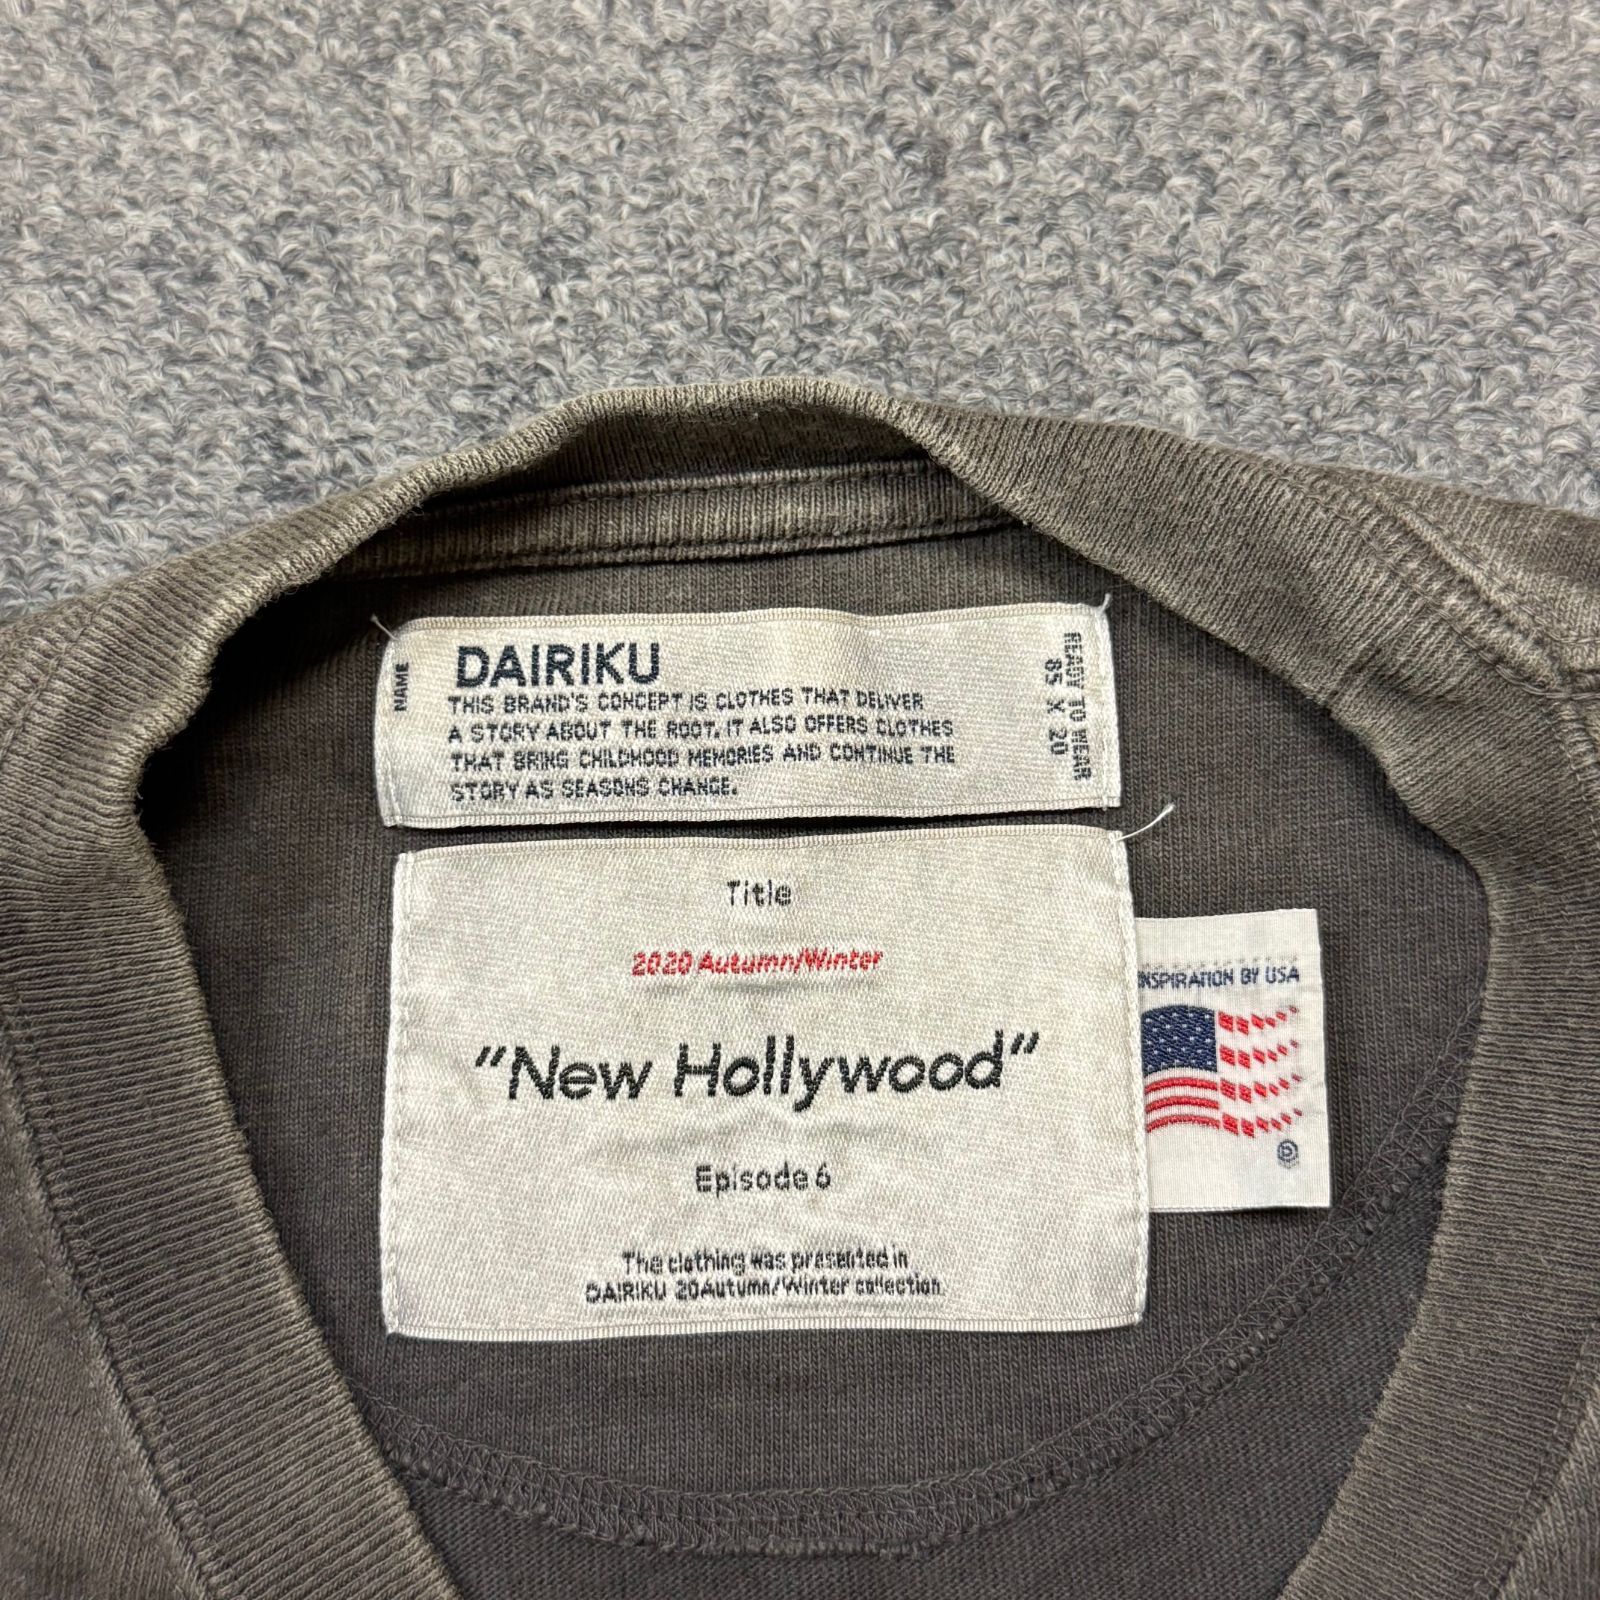 NAME
DAIRIKU
THIS BRAND'S CONCEPT IS CLOTHES THAT DELIVER
A STORY ABOUT THE ROOT, IT ALSO OFFERS CLOTHES
THAT BRING CHILDHOOD MEMORIES AND CONTINUE THE
STORY AS SEASONS CHANGE.
READY TO WEAR
85 X 20
Title
2020 Autumn/Winter
"New Hollywood"
Episode 6
The clothing was presented in
DAIRIKU 20Autumn/Winter collection.
INSPIRATION BY USA